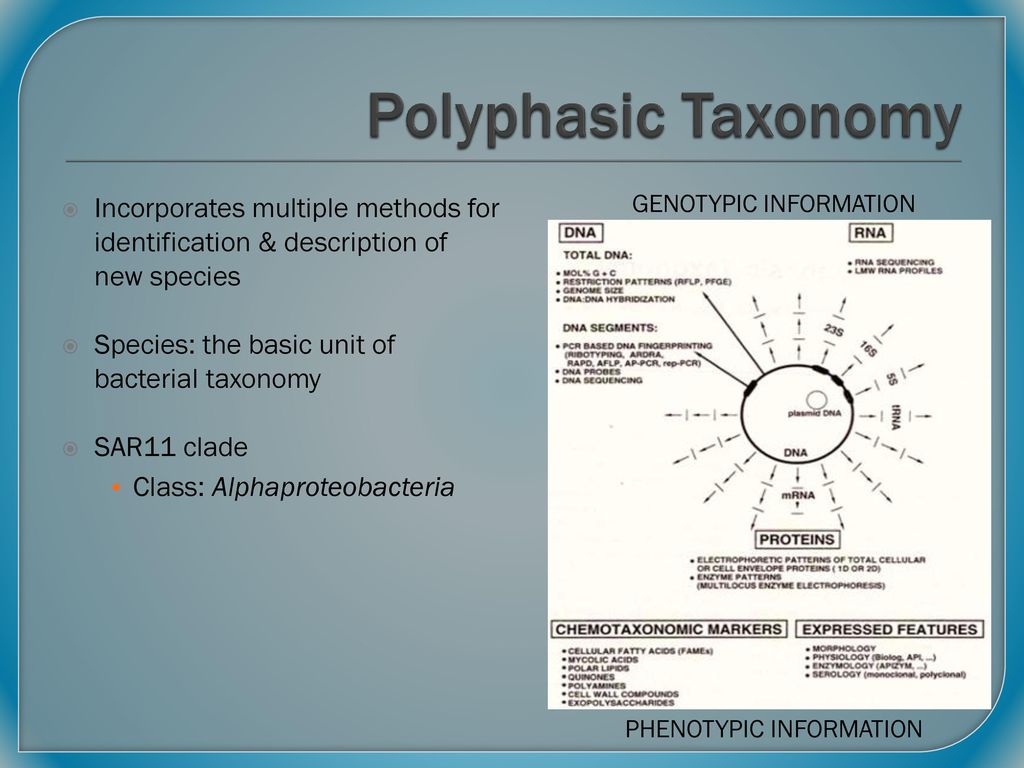 Polyphasic Taxonomy
Incorporates multiple methods for
identification & description of
new species
Species: the basic unit of
bacterial taxonomy
SAR11 clade
• Class: Alphaproteobacteria
GENOTYPIC INFORMATION
DNA
TOTAL DNA:
• MOL% G + C
• RESTRICTION PATTERNS (RFLP, PFGE)
• GENOME SIZE
• DNA:DNA HYBRIDIZATION
DNA SEGMENTS:
• PCR BASED DNA FINGERPRINTING
(RIBOTYPING, ARDRA,
RAPD, AFLP, AP-PCR, rep-PCR)
• DNA PROBES
• DNA SEQUENCING
RNA
• RNA SEQUENCING
• LMW RNA PROFILES
23S
16S
5S
tRNA
plasmid DNA
DNA
mRNA
PROTEINS
• ELECTROPHORETIC PATTERNS OF TOTAL CELLULAR
OR CELL ENVELOPE PROTEINS ( 1D OR 2D)
• ENZYME PATTERNS
(MULTILOCUS ENZYME ELECTROPHORESIS)
CHEMOTAXONOMIC MARKERS
• CELLULAR FATTY ACIDS (FAMEs)
• MYCOLIC ACIDS
• POLAR LIPIDS
• QUINONES
• POLYAMINES
• CELL WALL COMPOUNDS
• EXOPOLYSACCHARIDES
EXPRESSED FEATURES
• MORPHOLOGY
• PHYSIOLOGY (Biolog, API, ...)
• ENZYMOLOGY (APIZYM, ...)
• SEROLOGY (monoclonal, polyclonal)
PHENOTYPIC INFORMATION